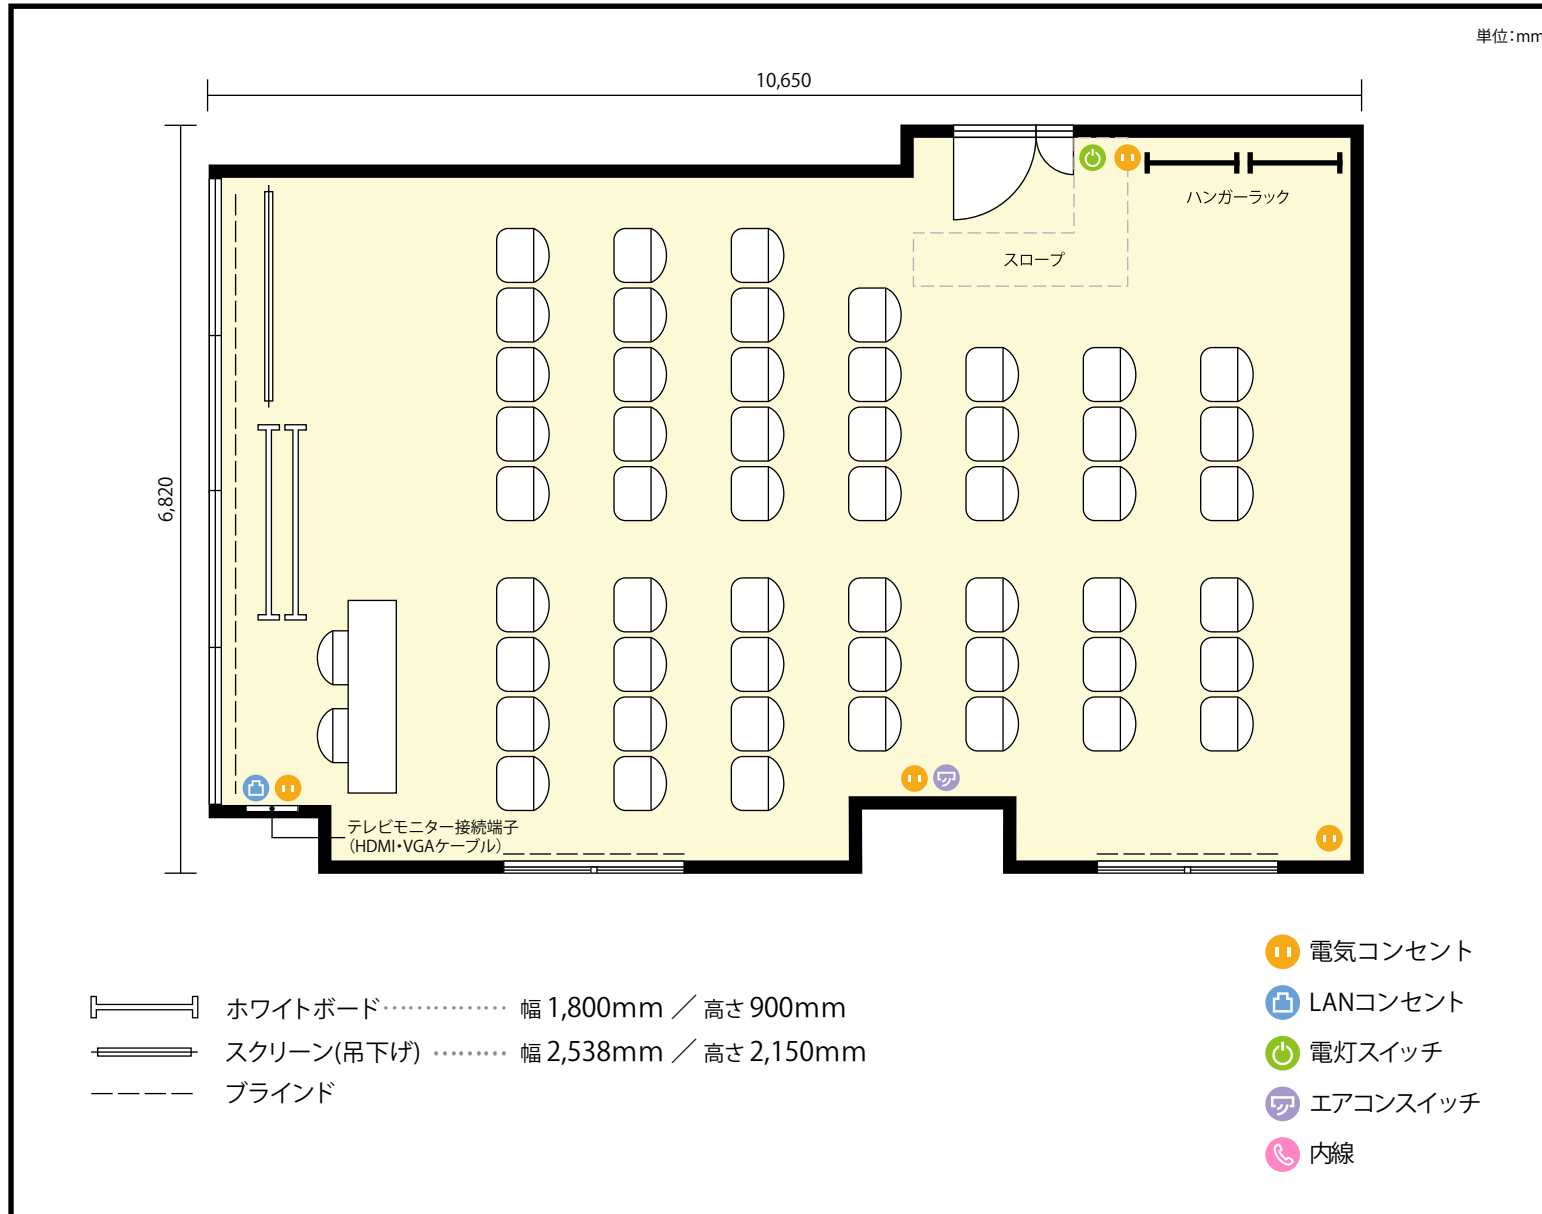 単位：mm
10,650
6,820
ハンガーラック
スロープ
テレビモニター接続端子
（HDMI・VGAケーブル）
ホワイトボード ・・・・・・・・・・・・・・ 幅 1,800mm ／ 高さ 900mm
スクリーン(吊下げ) ・・・・・・・・・ 幅 2,538mm ／ 高さ 2,150mm
ブラインド
電気コンセント
LANコンセント
電灯スイッチ
エアコンスイッチ
内線